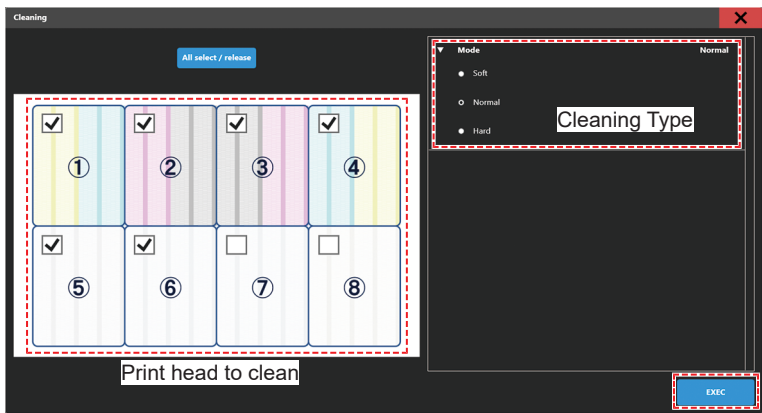 Cleaning
All select / release
Mode Normal
Soft
Normal
Hard
Cleaning Type
① ② ③ ④
⑤ ⑥ ⑦ ⑧
Print head to clean
EXEC